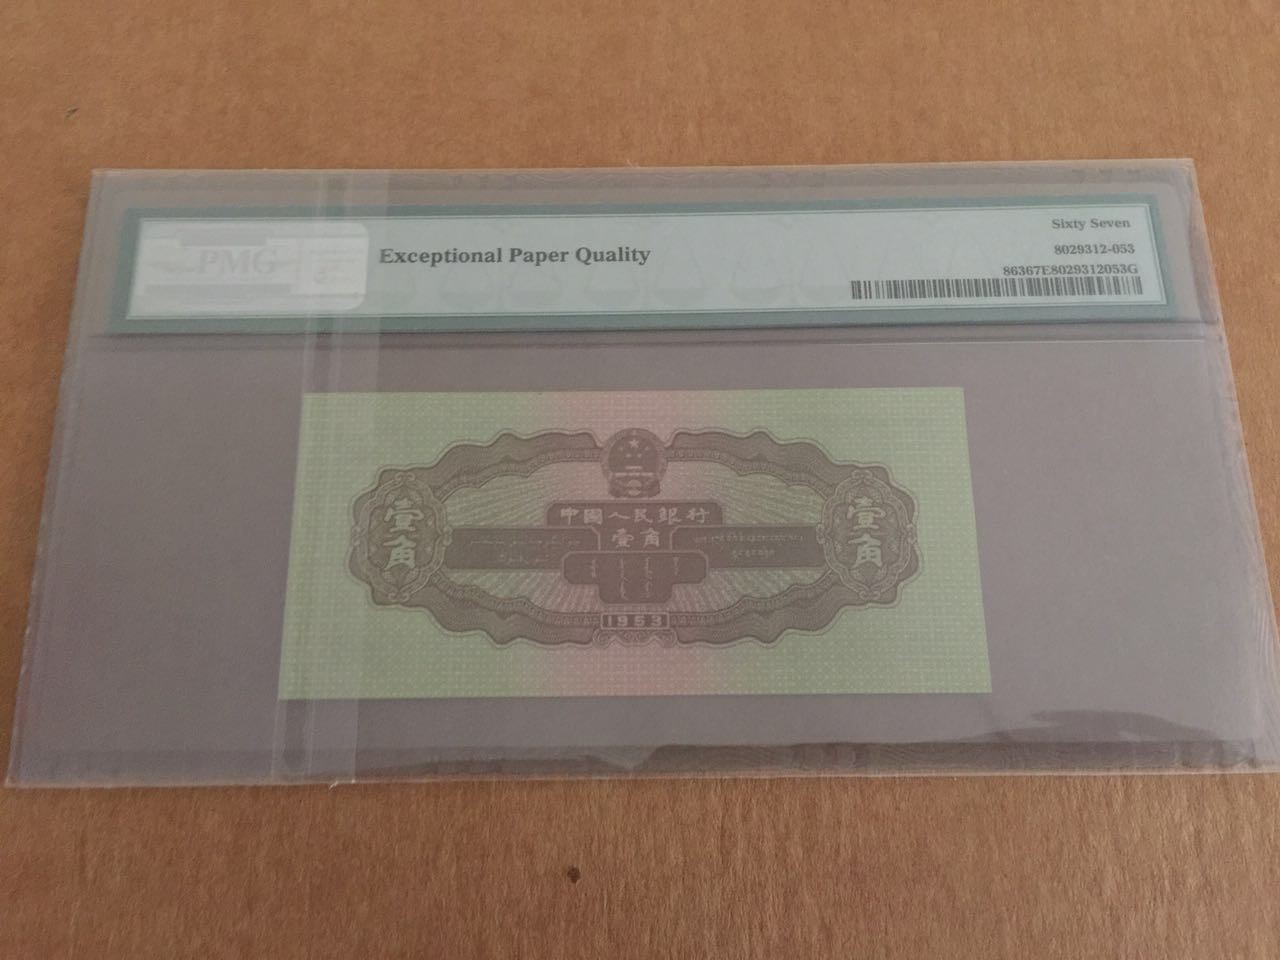 PMG
Exceptional Paper Quality
Sixty Seven
8029312-053
86367E8029312053G
中國人民銀行
壹角
壹角
壹角
1953